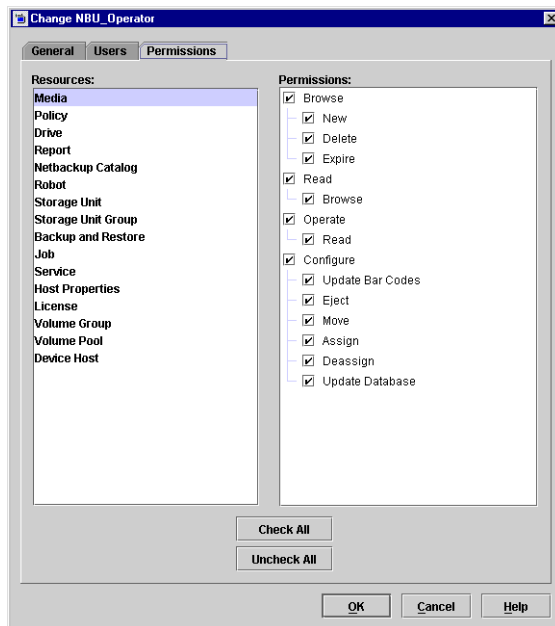 Change NBU_Operator
General Users Permissions
Resources:
Media
Policy
Drive
Report
Netbackup Catalog
Robot
Storage Unit
Storage Unit Group
Backup and Restore
Job
Service
Host Properties
License
Volume Group
Volume Pool
Device Host
Permissions:
Browse
New
Delete
Expire
Read
Browse
Operate
Read
Configure
Update Bar Codes
Eject
Move
Assign
Deassign
Update Database
Check All
Uncheck All
OK Cancel Help